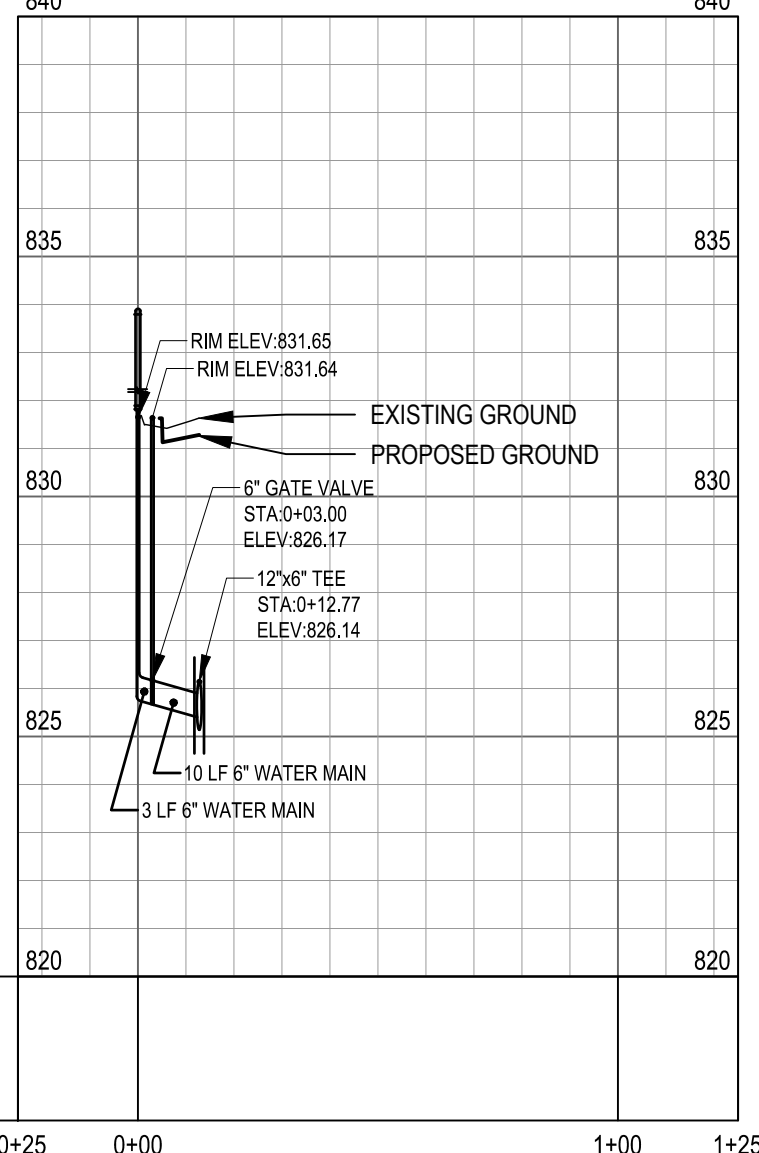 840 840
835 835
RIM ELEV:831.65
RIM ELEV:831.64
EXISTING GROUND
PROPOSED GROUND
830 830
6" GATE VALVE
STA:0+03.00
ELEV:826.17
12"x6" TEE
STA:0+12.77
ELEV:826.14
825 825
10 LF 6" WATER MAIN
3 LF 6" WATER MAIN
820 820
0+25 0+00 1+00 1+25